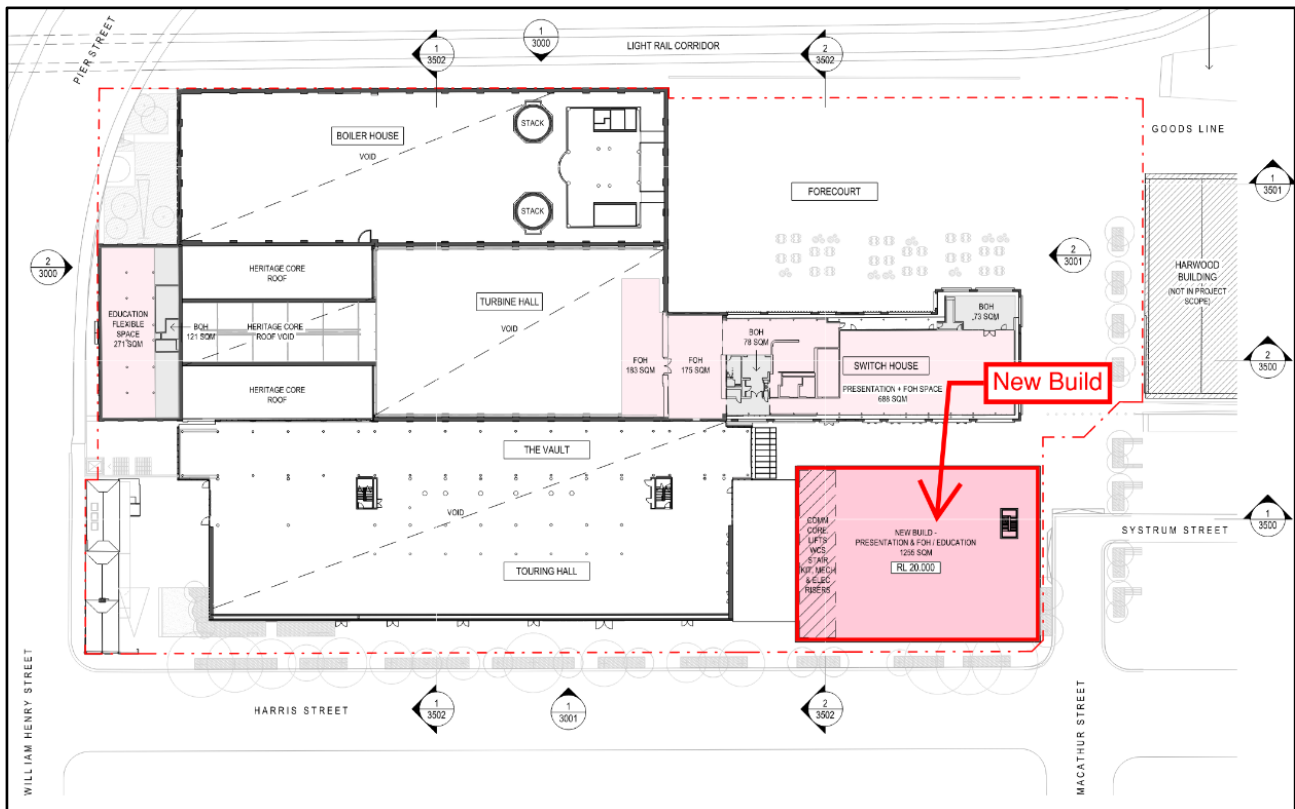 PIER STREET
1
3502
1
3000
LIGHT RAIL CORRIDOR
2
3502
GOODS LINE
BOILER HOUSE
VOID
STACK
STACK
FORECOURT
1
3501
2
3000
2
3001
HARWOOD
BUILDING
(NOT IN PROJECT
SCOPE)
HERITAGE CORE
ROOF
EDUCATION
FLEXIBLE
SPACE
271 SQM
BOH
121 SQM
HERITAGE CORE
ROOF VOID
HERITAGE CORE
ROOF
TURBINE HALL
VOID
FOH
183 SQM
FOH
175 SQM
BOH
78 SQM
BOH
73 SQM
SWITCH HOUSE
PRESENTATION + FOH SPACE
688 SQM
2
3500
New Build
THE VAULT
VOID
TOURING HALL
COMM
CORE,
LIFTS
WCS,
STAIR
KIT, MECH
& ELEC
RISERS
NEW BUILD -
PRESENTATION & FOH / EDUCATION
1256 SQM
RL 20.000
1
3500
SYSTRUM STREET
WILLIAM HENRY STREET
HARRIS STREET
1
3502
1
3001
2
3502
MACATHUR STREET